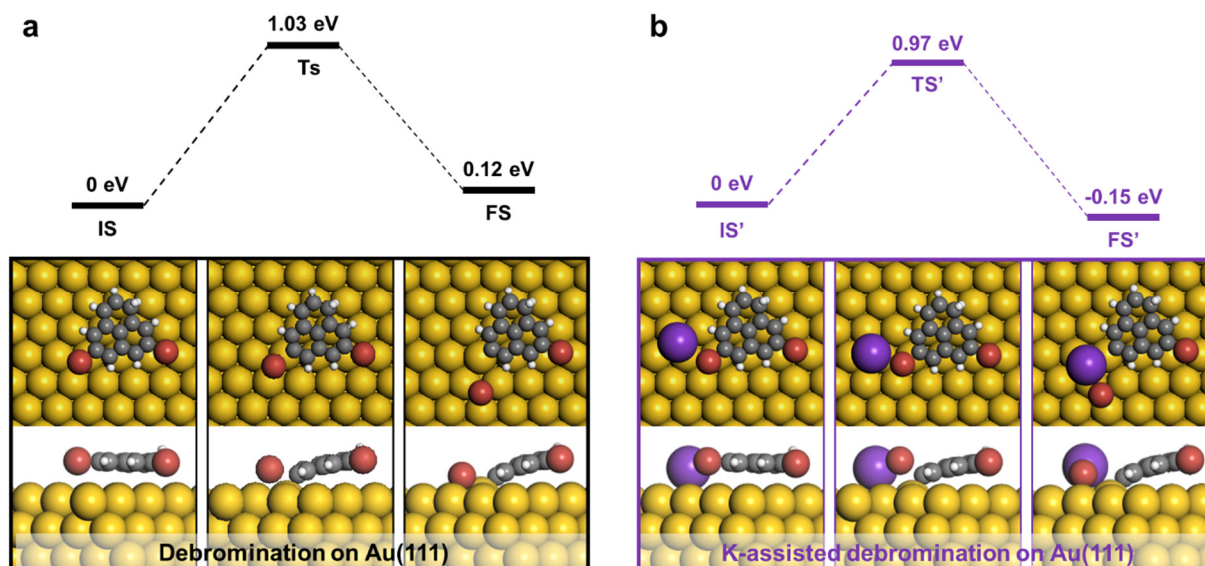 a
1.03 eV
Ts
0 eV
IS
0.12 eV
FS
Debromination on Au(111)
b
0.97 eV
TS’
0 eV
IS’
-0.15 eV
FS’
K-assisted debromination on Au(111)